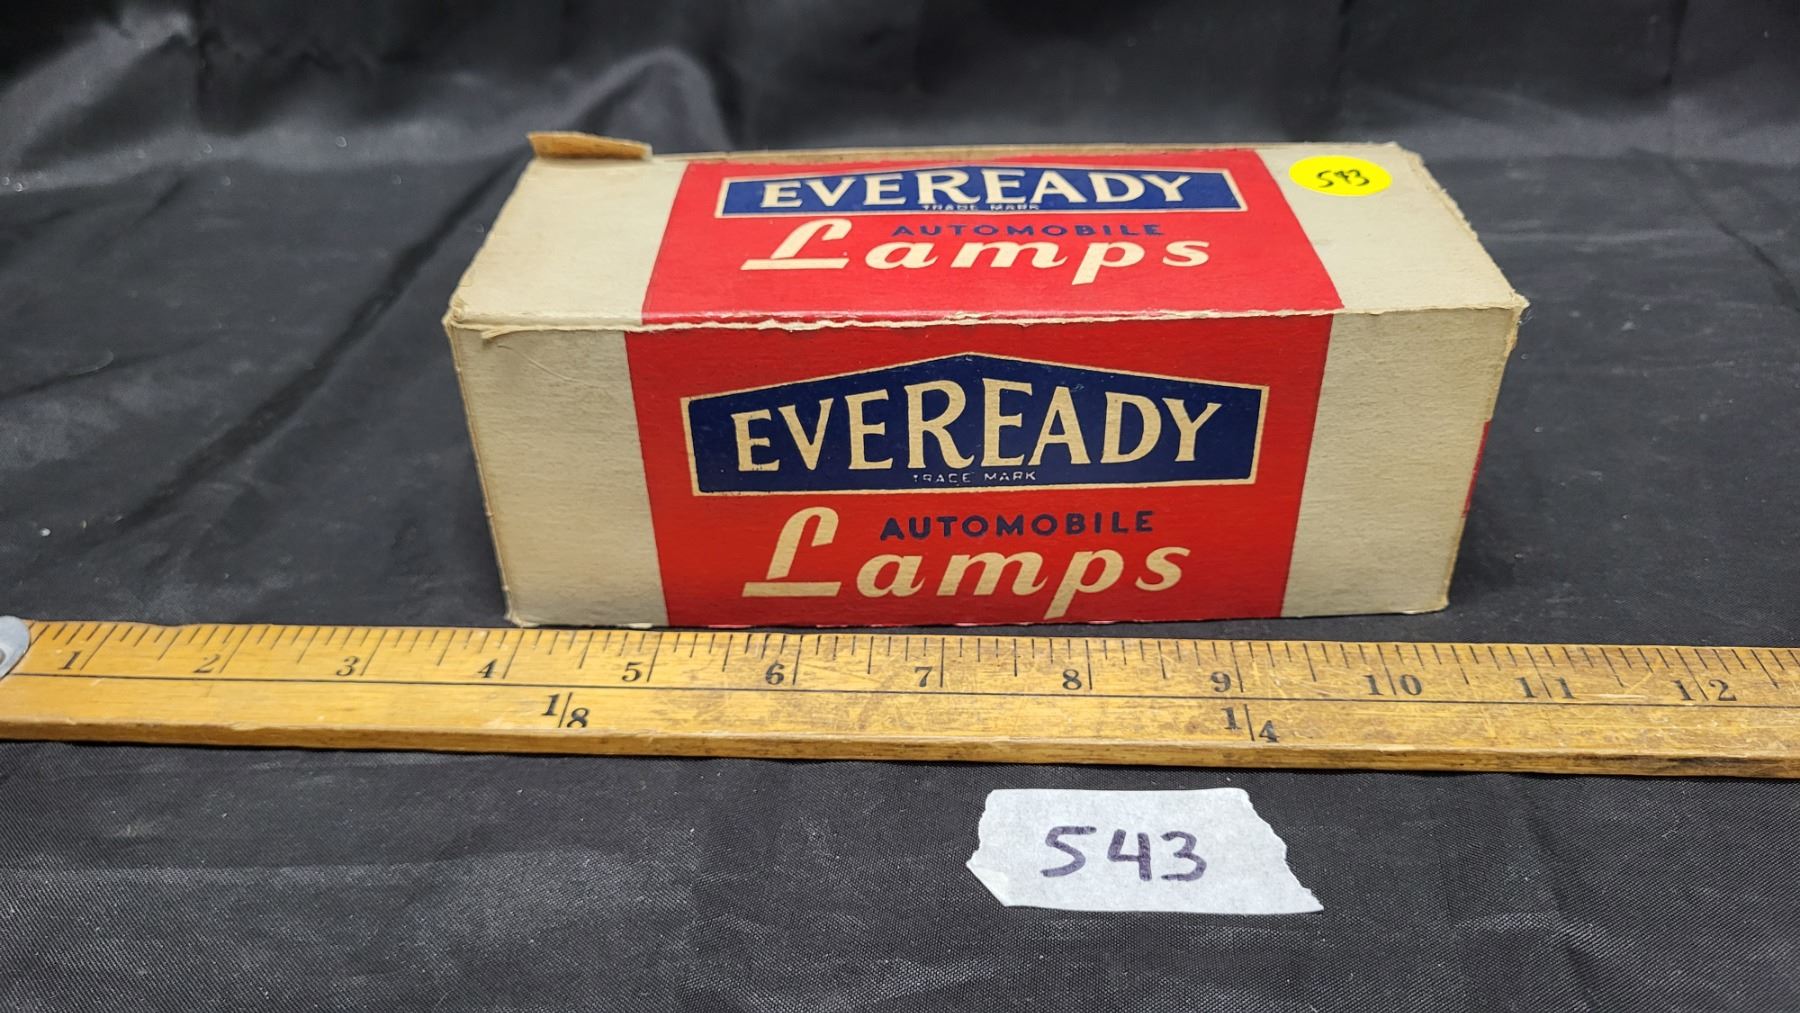 EVEREADY
TRADE MARK
AUTOMOBILE
Lamps
543
EVEREADY
TRADE MARK
AUTOMOBILE
Lamps
1 2 3 4 5 6 7 8 9 10 11 12
1/8 1/4
543